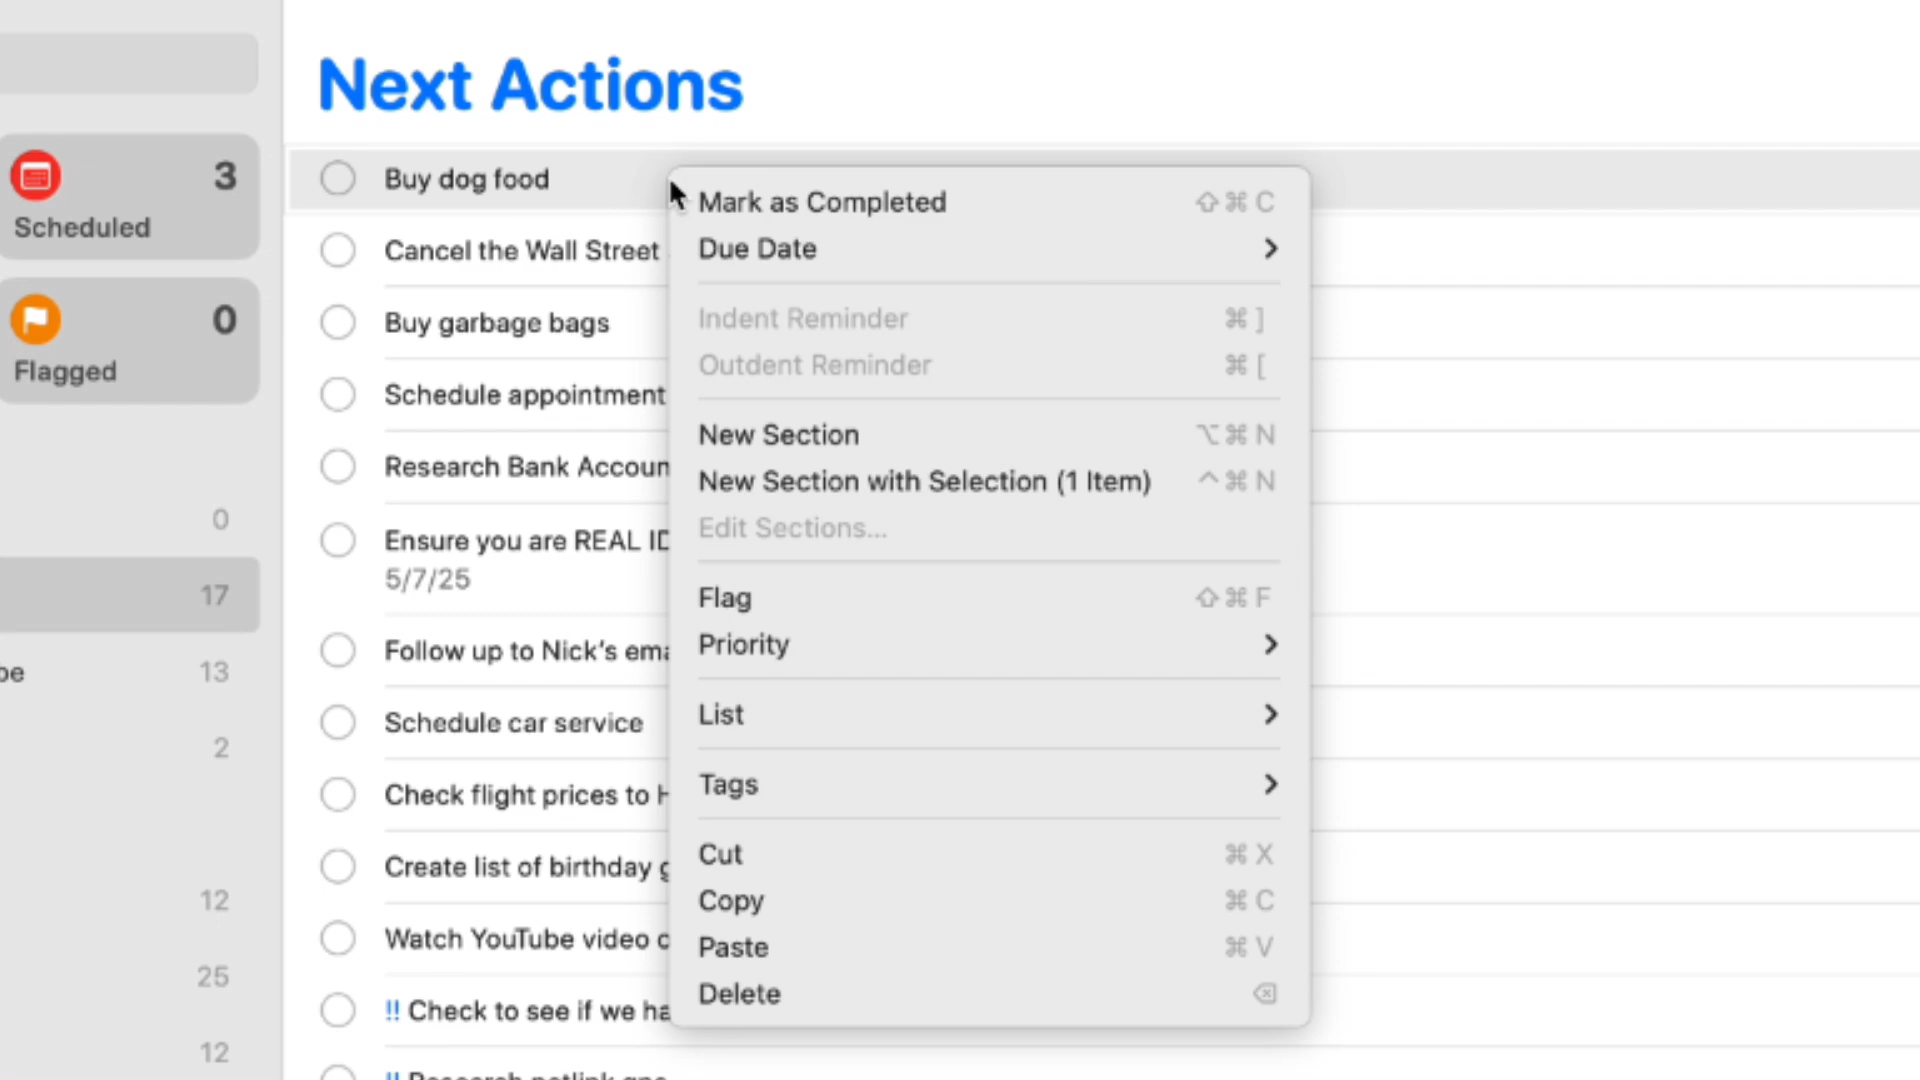 Next Actions
3
Scheduled
0
Flagged
0
17
be
13
2
12
25
12
Buy dog food
Cancel the Wall Street
Buy garbage bags
Schedule appointment
Research Bank
Ensure you are REAL
5/7/25
Follow up to Nick's
Schedule car service
Check flight prices to
Create list of birthday
Watch YouTube video
!! Check to see if we
!! Research
Mark as Completed ⇧⌘ C
Due Date >
Indent Reminder ⌘ ]
Outdent Reminder ⌘ [
New Section ⌥⌘ N
New Section with Selection (1 Item) ^⌘ N
Edit Sections...
Flag ⇧⌘ F
Priority >
List >
Tags >
Cut ⌘ X
Copy ⌘ C
Paste ⌘ V
Delete ⌫